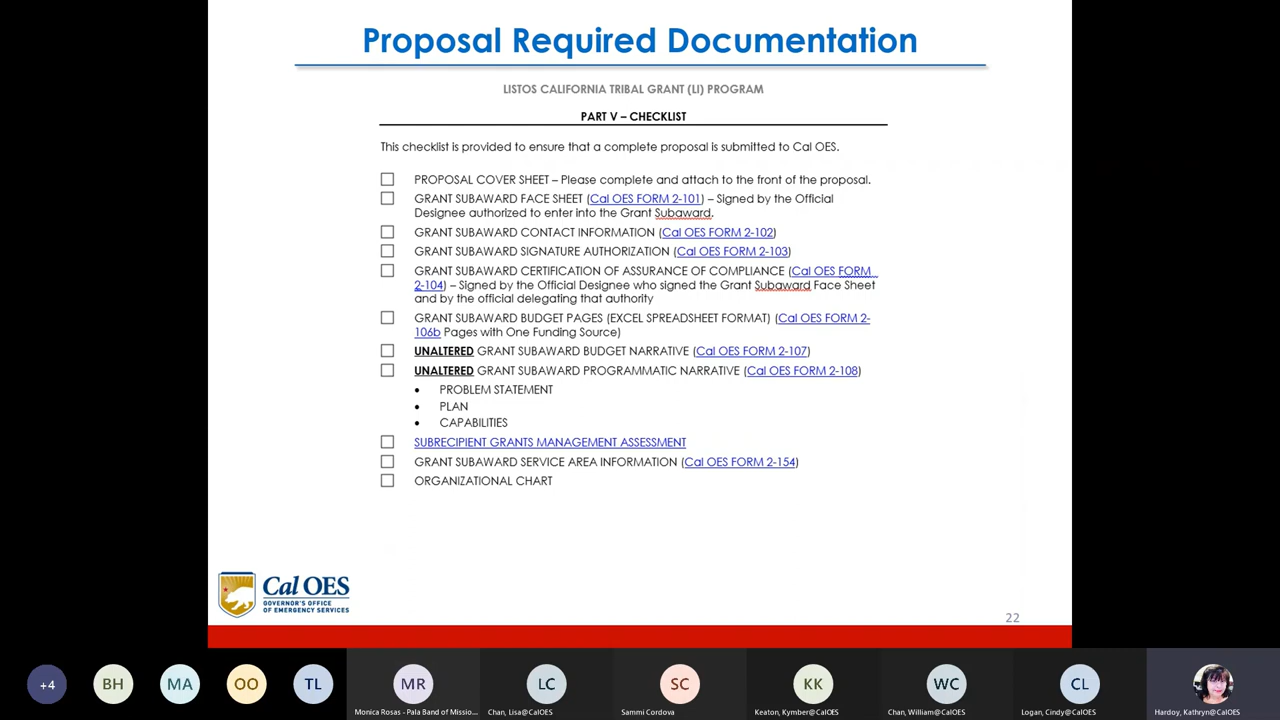 Proposal Required Documentation
LISTOS CALIFORNIA TRIBAL GRANT (LI) PROGRAM
PART V – CHECKLIST
This checklist is provided to ensure that a complete proposal is submitted to Cal OES.
PROPOSAL COVER SHEET – Please complete and attach to the front of the proposal.
GRANT SUBAWARD FACE SHEET (Cal OES FORM 2-101) – Signed by the Official
Designee authorized to enter into the Grant Subaward.
GRANT SUBAWARD CONTACT INFORMATION (Cal OES FORM 2-102)
GRANT SUBAWARD SIGNATURE AUTHORIZATION (Cal OES FORM 2-103)
GRANT SUBAWARD CERTIFICATION OF ASSURANCE OF COMPLIANCE (Cal OES FORM
2-104) – Signed by the Official Designee who signed the Grant Subaward Face Sheet
and by the official delegating that authority
GRANT SUBAWARD BUDGET PAGES (EXCEL SPREADSHEET FORMAT) (Cal OES FORM 2-
106b Pages with One Funding Source)
UNALTERED GRANT SUBAWARD BUDGET NARRATIVE (Cal OES FORM 2-107)
UNALTERED GRANT SUBAWARD PROGRAMMATIC NARRATIVE (Cal OES FORM 2-108)
• PROBLEM STATEMENT
• PLAN
• CAPABILITIES
SUBRECIPIENT GRANTS MANAGEMENT ASSESSMENT
GRANT SUBAWARD SERVICE AREA INFORMATION (Cal OES FORM 2-154)
ORGANIZATIONAL CHART
Cal OES
GOVERNOR'S OFFICE
OF EMERGENCY SERVICES
22
+4
BH
MA
OO
TL
MR
LC
SC
KK
WC
CL
Monica Rosas - Pala Band of Missio...
Chan, Lisa@CalOES
Sammi Cordova
Keaton, Kymber@CalOES
Chan, William@CalOES
Logan, Cindy@CalOES
Hardoy, Kathryn@CalOES